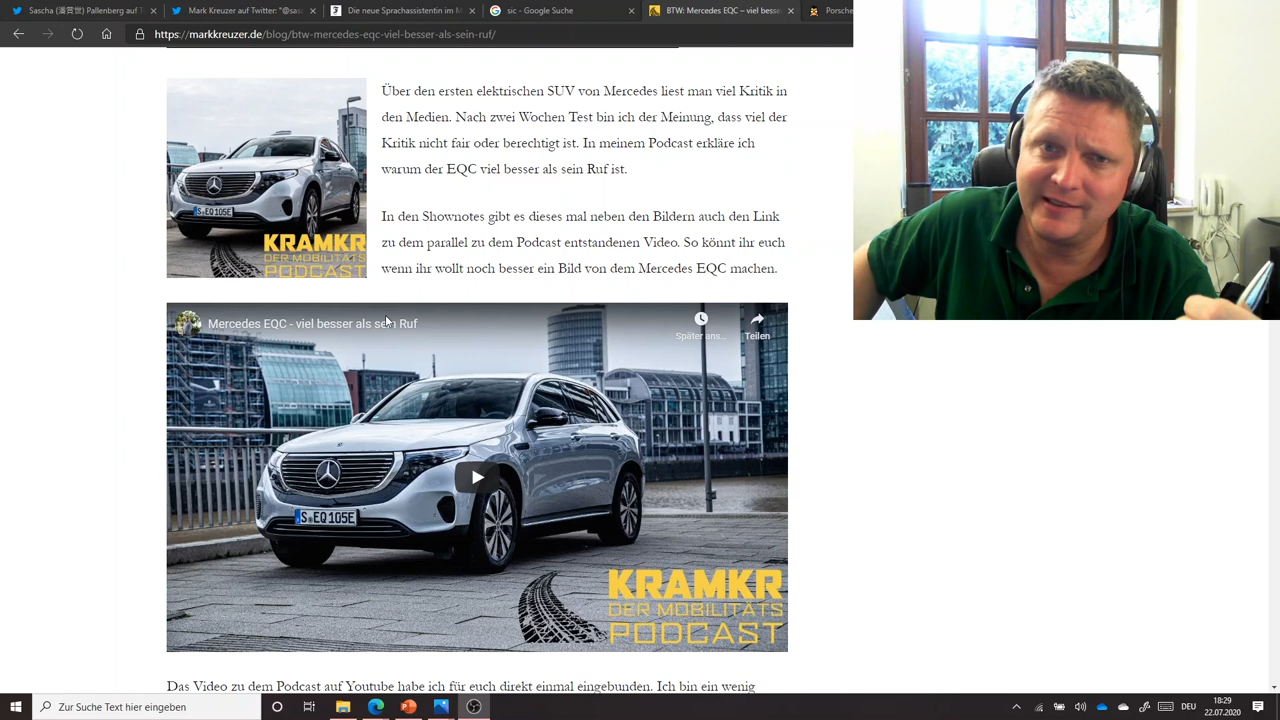 Sascha (潘営世) Pallenberg auf T
Mark Kreuzer auf Twitter: "@saso
Die neue Sprachassistentin im M
sic - Google Suche
BTW: Mercedes EQC – viel besser
Porsche
https://markkreuzer.de/blog/btw-mercedes-eqc-viel-besser-als-sein-ruf/
Über den ersten elektrischen SUV von Mercedes liest man viel Kritik in
den Medien. Nach zwei Wochen Test bin ich der Meinung, dass viel der
Kritik nicht fair oder berechtigt ist. In meinem Podcast erkläre ich
warum der EQC viel besser als sein Ruf ist.
In den Shownotes gibt es dieses mal neben den Bildern auch den Link
zu dem parallel zu dem Podcast entstandenen Video. So könnt ihr euch
wenn ihr wollt noch besser ein Bild von dem Mercedes EQC machen.
S EQ 105E
KRAMKR
DER MOBILITÄTS
PODCAST
Mercedes EQC - viel besser als sein Ruf
Später ans...
Teilen
S EQ 105E
KRAMKR
DER MOBILITÄTS
PODCAST
Das Video zu dem Podcast auf Youtube habe ich für euch direkt einmal eingebunden. Ich bin ein wenig
Zur Suche Text hier eingeben
DEU
18:29
22.07.2020